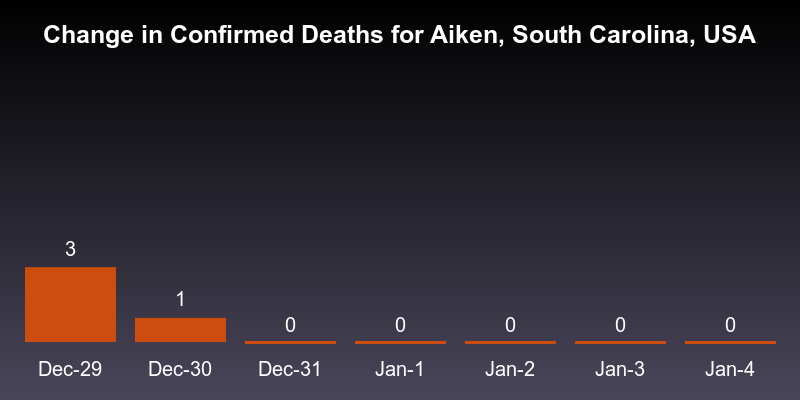 Change in Confirmed Deaths for Aiken, South Carolina, USA
3
1
0
0
0
0
0
Dec-29
Dec-30
Dec-31
Jan-1
Jan-2
Jan-3
Jan-4